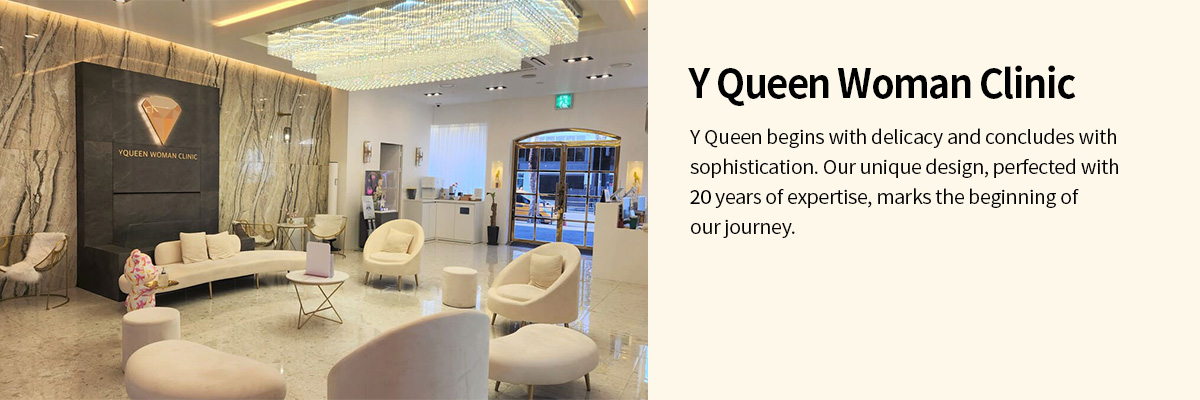 YQUEEN WOMAN CLINIC
Y Queen Woman Clinic
Y Queen begins with delicacy and concludes with
sophistication. Our unique design, perfected with
20 years of expertise, marks the beginning of
our journey.